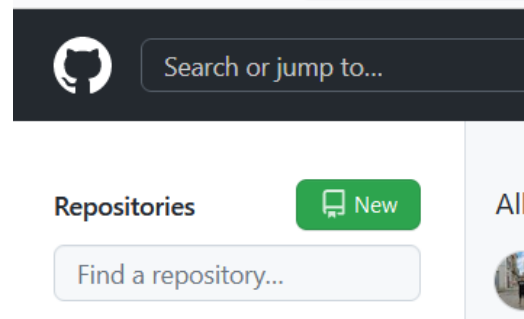 Search or jump to...
Repositories
New
All
Find a repository...